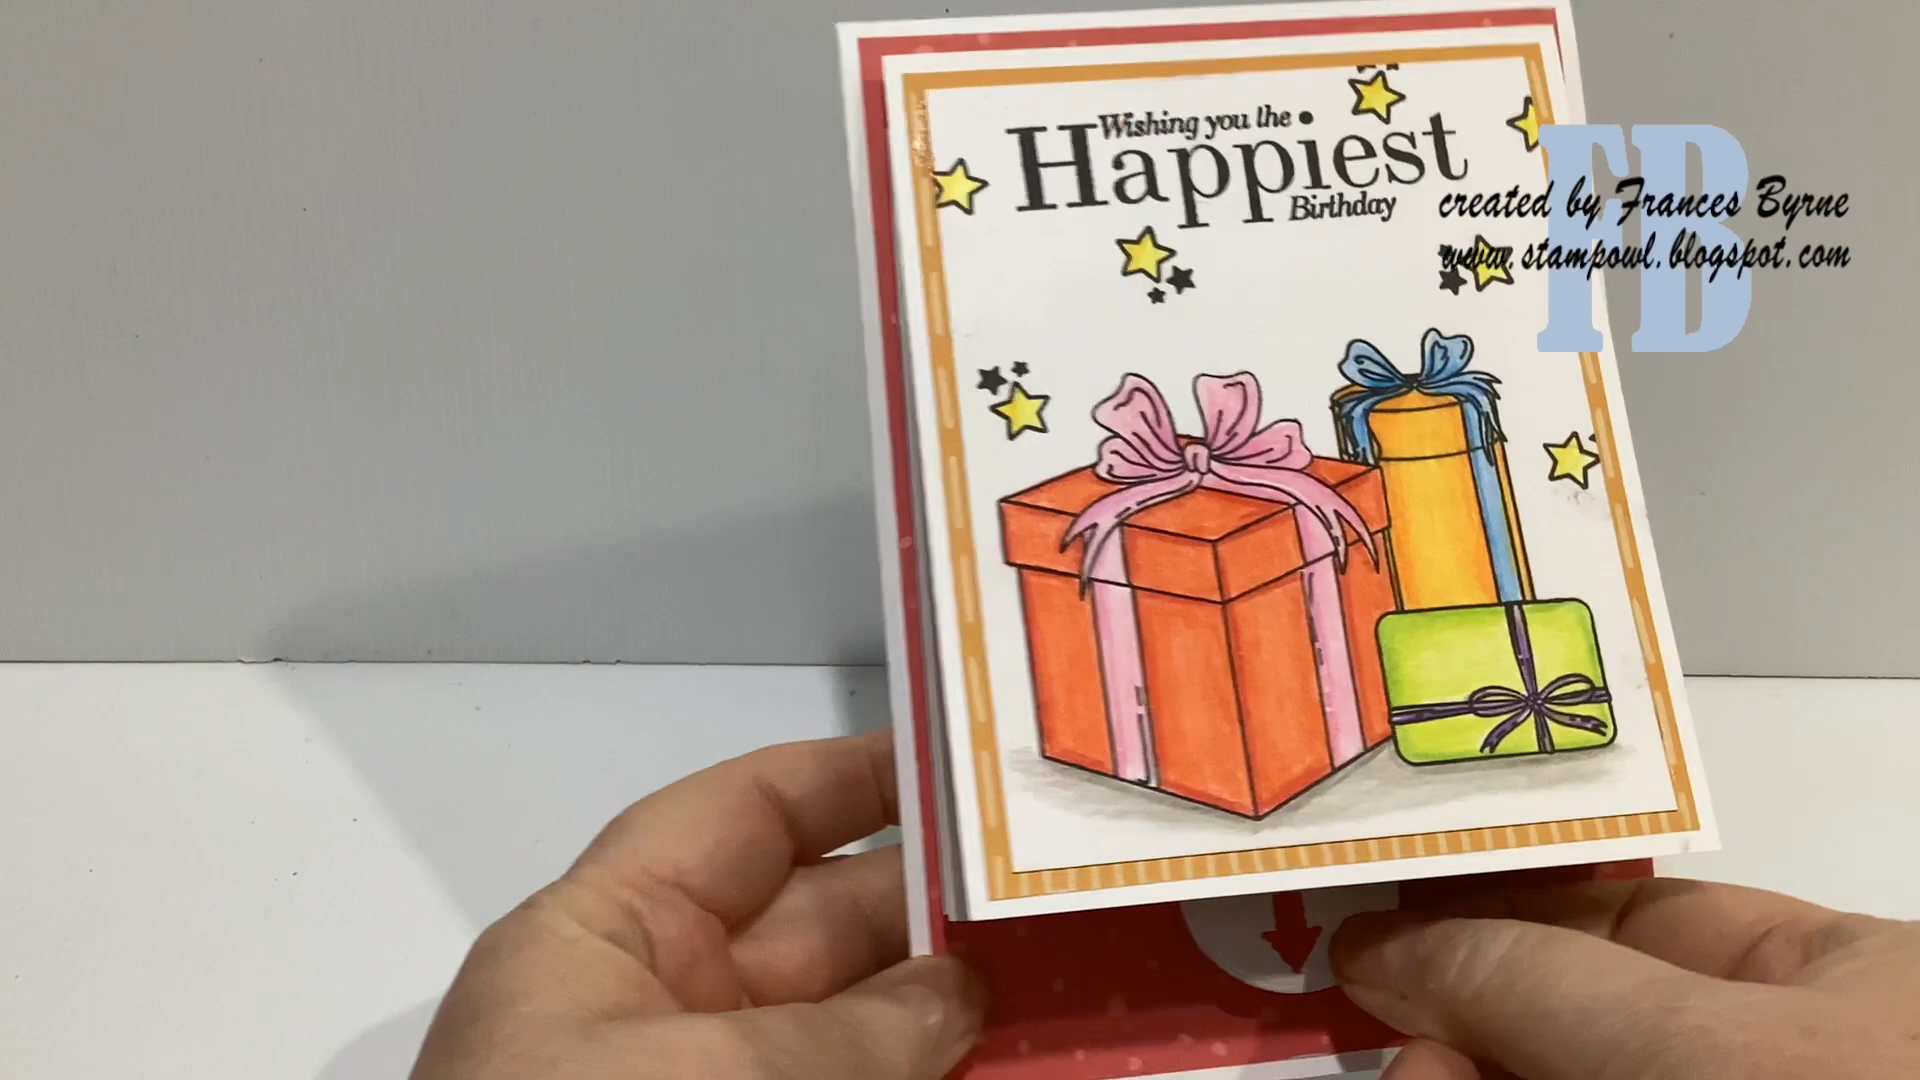 Wishing you the
Happiest
Birthday
FB
created by Frances Byrne
www.stampowl.blogspot.com